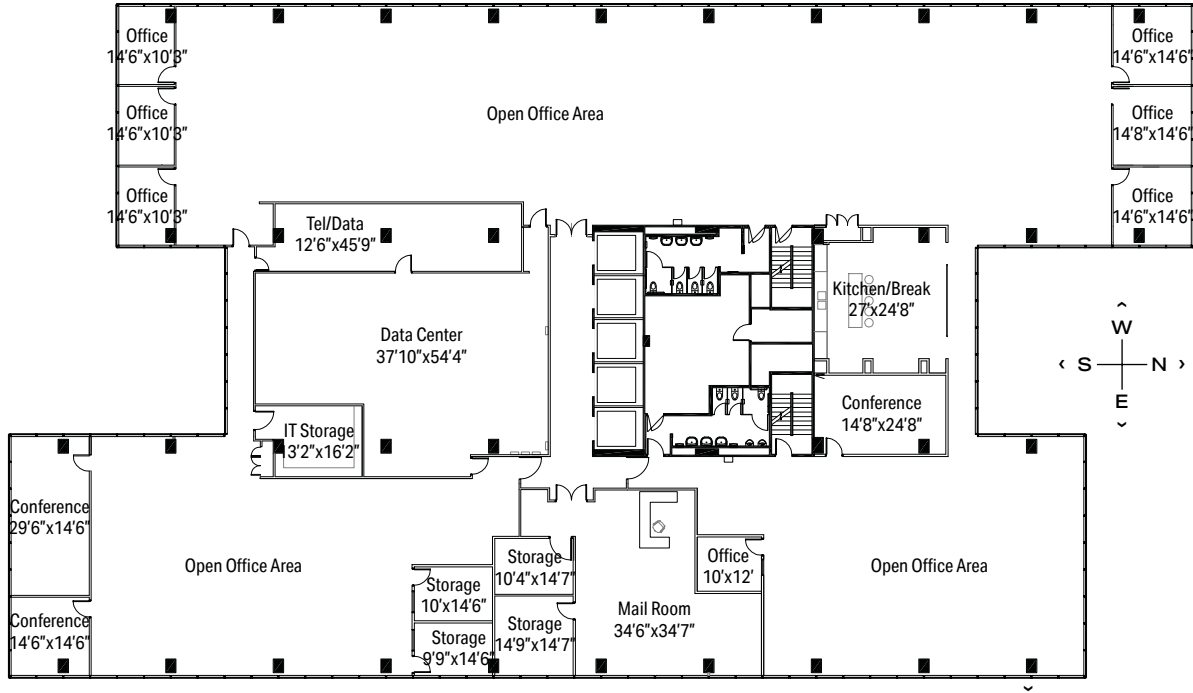 Office
14'6"x10'3"
Office
14'6"x14'6"
Open Office Area
Office
14'6"x10'3"
Office
14'8"x14'6"
Office
14'6"x10'3"
Office
14'6"x14'6"
Tel/Data
12'6"x45'9"
Kitchen/Break
27'x24'8"
Data Center
37'10"x54'4"
W
S
N
E
Conference
14'8"x24'8"
IT Storage
13'2"x16'2"
Conference
29'6"x14'6"
Open Office Area
Storage
10'4"x14'7"
Office
10'x12'
Open Office Area
Storage
10'x14'6"
Mail Room
34'6"x34'7"
Conference
14'6"x14'6"
Storage
9'9"x14'6"
Storage
14'9"x14'7"